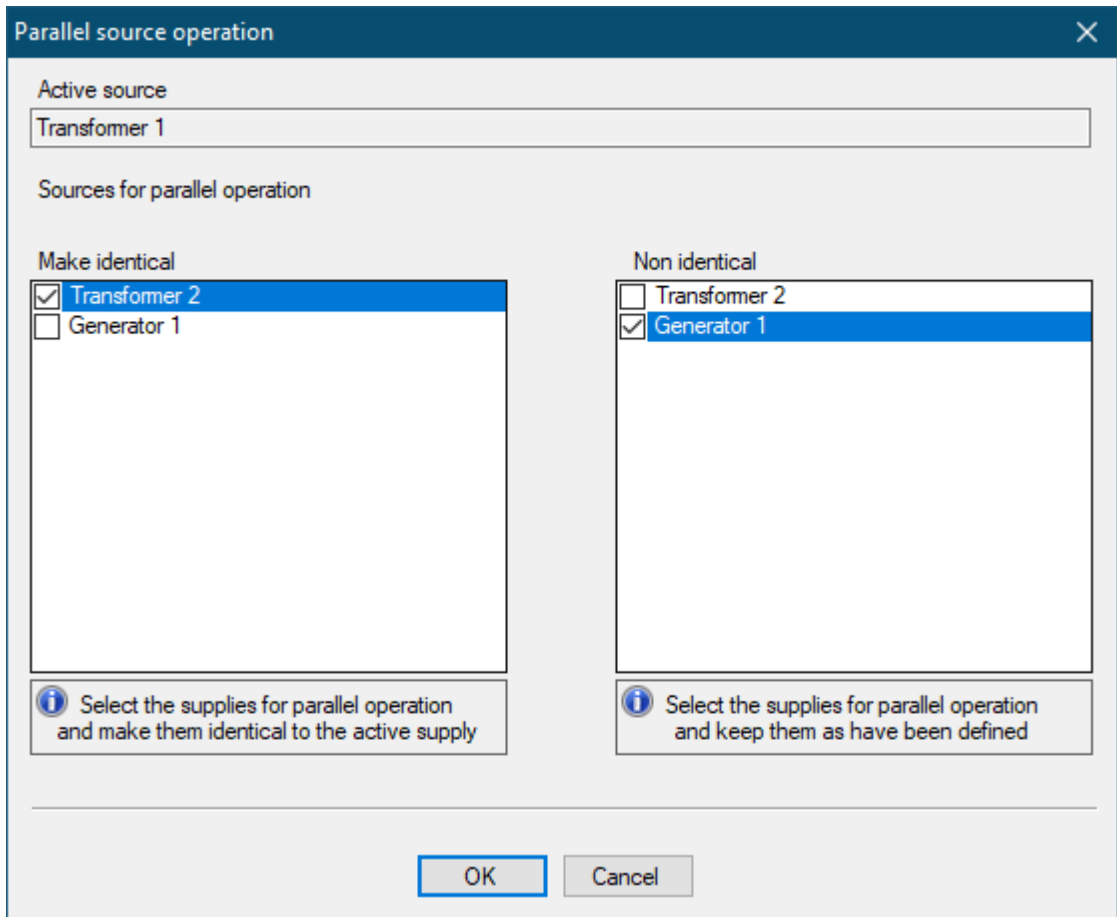 Parallel source operation
Active source
Transformer 1
Sources for parallel operation
Make identical
Transformer 2
Generator 1
Select the supplies for parallel operation
and make them identical to the active supply
Non identical
Transformer 2
Generator 1
Select the supplies for parallel operation
and keep them as have been defined
OK
Cancel